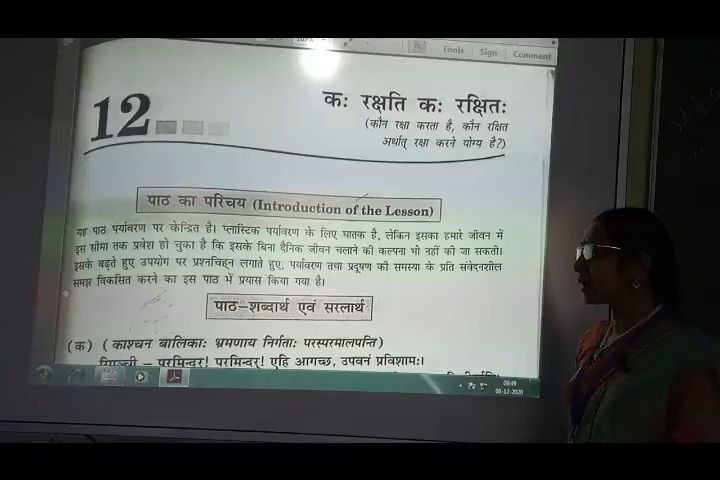 Tools Sign Comment
12
कः रक्षति कः रक्षितः
(कौन रक्षा करता है, कौन रक्षित
अर्थात् रक्षा करने योग्य है?)
पाठ का परिचय (Introduction of the Lesson)
यह पाठ पर्यावरण पर केन्द्रित है। प्लास्टिक पर्यावरण के लिए घातक है, लेकिन इसका हमारे जीवन में
इस सीमा तक प्रवेश हो चुका है कि इसके बिना दैनिक जीवन चलाने की कल्पना भी नहीं की जा सकती।
इसके बढ़ते हुए उपयोग पर प्रश्नचिह्न लगाते हुए, पर्यावरण तथा प्रदूषण की समस्या के प्रति संवेदनशील
समझ विकसित करने का इस पाठ में प्रयास किया गया है।
पाठ-शब्दार्थ एवं सरलार्थ
(क) ( काश्चन बालिकाः भ्रमणाय निर्गताः परस्परमालपन्ति)
– परमिन्दर! परमिन्दर! एहि आगच्छ, उपवनं प्रविशामः।
09:49
08-12-2020